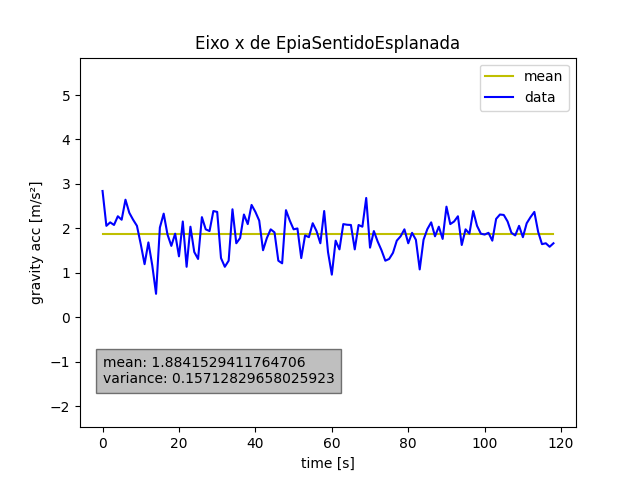 Eixo x de EpiaSentidoEsplanada
mean
data
5
4
3
2
1
0
−1
−2
gravity acc [m/s²]
mean: 1.8841529411764706
variance: 0.15712829658025923
0 20 40 60 80 100 120
time [s]